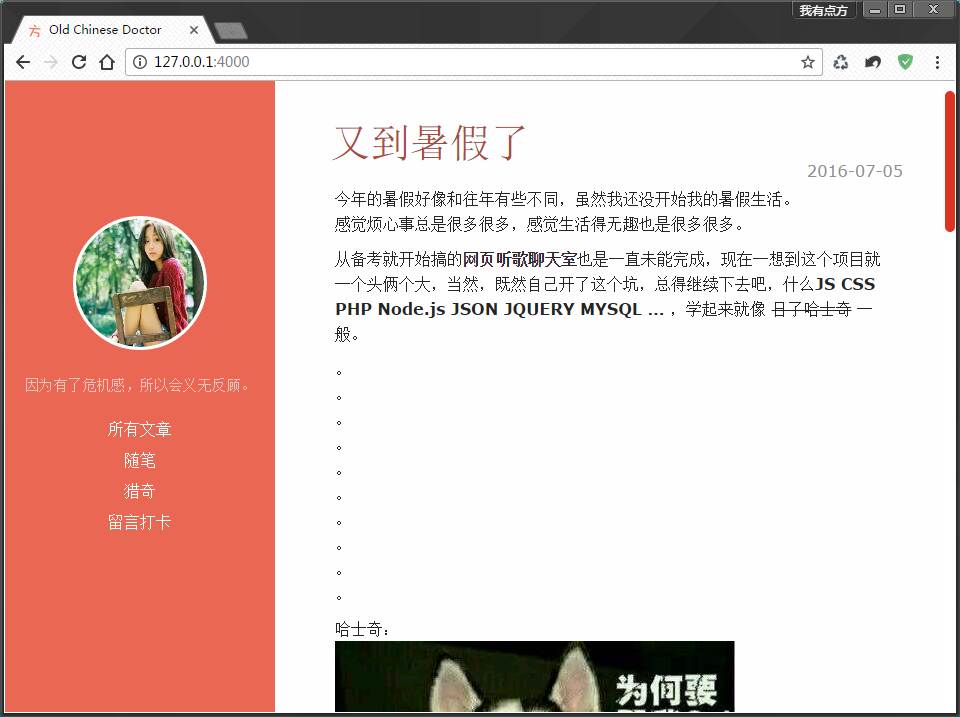 我有点方
Old Chinese Doctor
127.0.0.1:4000
因为有了危机感，所以会义无反顾。
所有文章
随笔
猎奇
留言打卡
又到暑假了
2016-07-05
今年的暑假好像和往年有些不同，虽然我还没开始我的暑假生活。
感觉烦心事总是很多很多，感觉生活得无趣也是很多很多。
从备考就开始搞的网页听歌聊天室也是一直未能完成，现在一想到这个项目就
一个头俩个大，当然，既然自己开了这个坑，总得继续下去吧，什么JS CSS
PHP Node.js JSON JQUERY MYSQL ... ，学起来就像 日子哈士奇 一
般。
。
。
。
。
。
。
。
。
。
。
哈士奇：
为何要